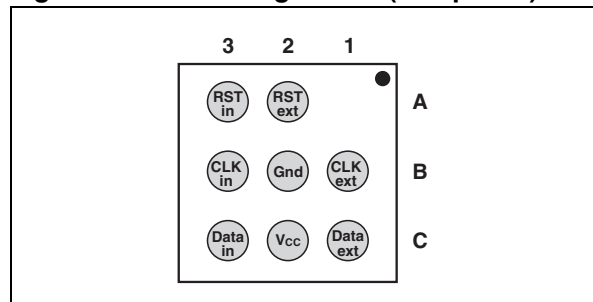 3 2 1
RST in RST ext A
CLK in Gnd CLK ext B
Data in Vcc Data ext C